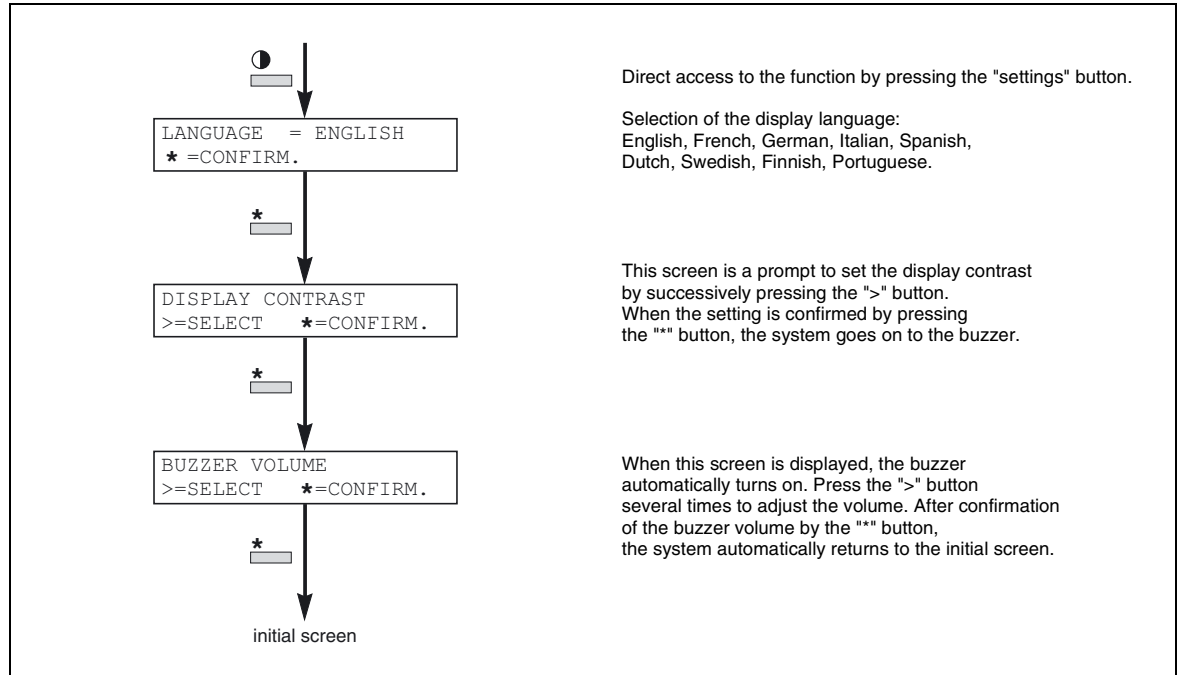 Direct access to the function by pressing the "settings" button.
LANGUAGE = ENGLISH
* =CONFIRM.
Selection of the display language:
English, French, German, Italian, Spanish,
Dutch, Swedish, Finnish, Portuguese.
*
DISPLAY CONTRAST
>=SELECT *=CONFIRM.
This screen is a prompt to set the display contrast
by successively pressing the ">" button.
When the setting is confirmed by pressing
the "*" button, the system goes on to the buzzer.
*
BUZZER VOLUME
>=SELECT *=CONFIRM.
When this screen is displayed, the buzzer
automatically turns on. Press the ">" button
several times to adjust the volume. After confirmation
of the buzzer volume by the "*" button,
the system automatically returns to the initial screen.
*
initial screen